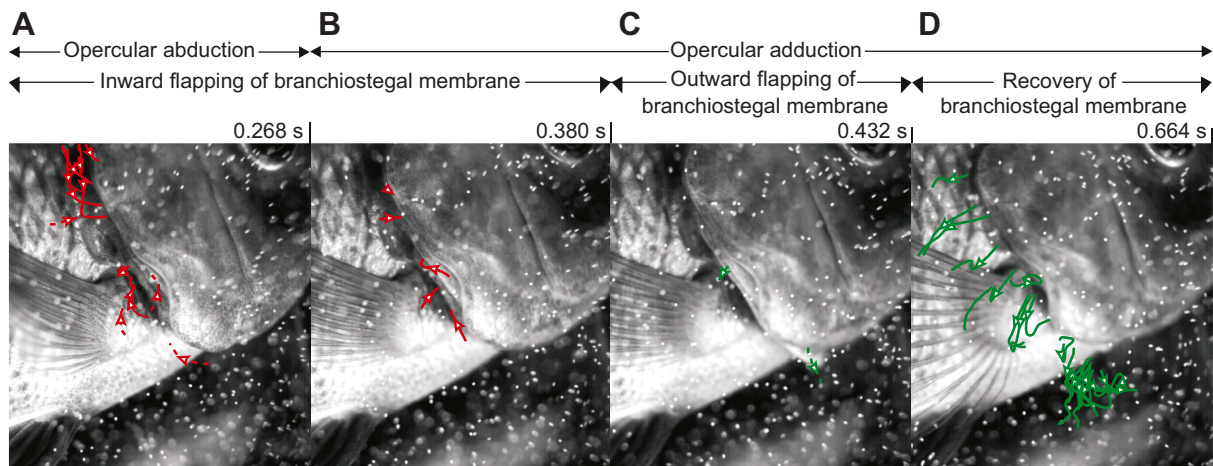 A B C D
Opercular abduction Opercular adduction
Inward flapping of branchiostegal membrane Outward flapping of branchiostegal membrane Recovery of branchiostegal membrane
0.268 s 0.380 s 0.432 s 0.664 s